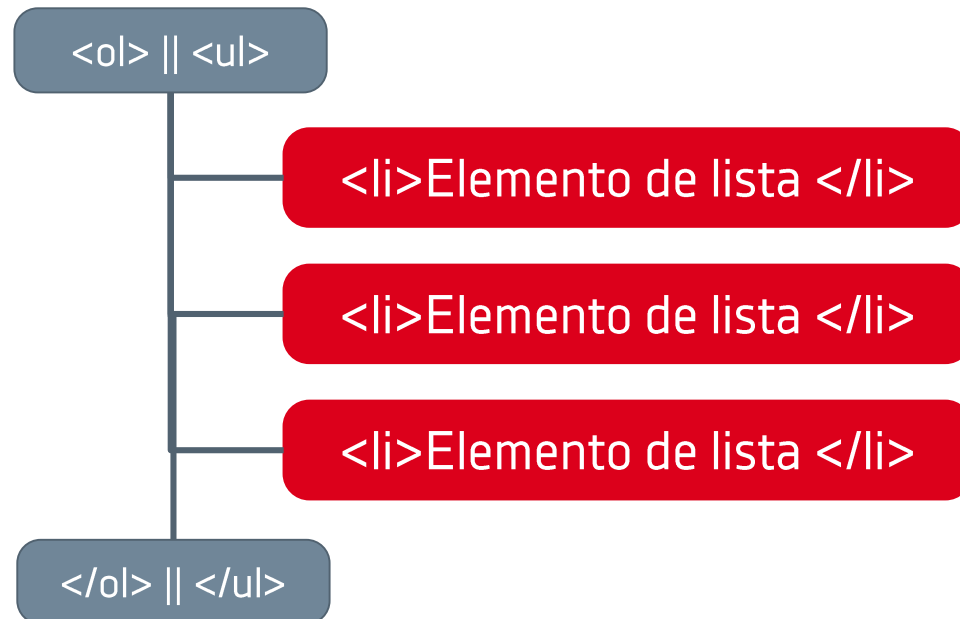 <ol> || <ul>
<li>Elemento de lista </li>
<li>Elemento de lista </li>
<li>Elemento de lista </li>
</ol> || </ul>